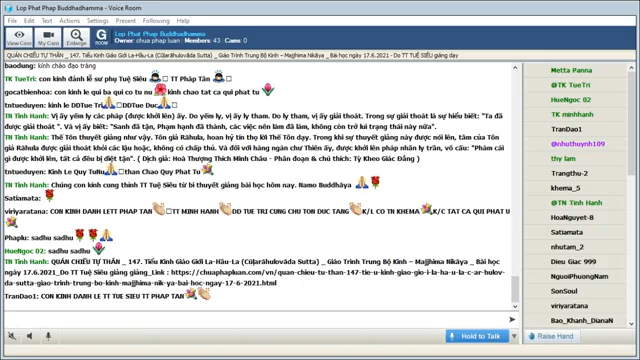 Lop Phat Phap Buddhadhamma - Voice Room
File Edit Text Actions Settings Present Following Help
View Cam
My Cam
Enlarge
G
ROOM
Lop Phat Phap Buddhadhamma
Owner: chua phap luan : Members: 43 : Cams: 0
QUÁN CHIẾU TỰ THÂN _ 147. Tiểu Kinh Giáo Giới La-Hầu-La (Cūḷarāhulovāda Sutta) _ Giáo Trình Trung Bộ Kinh – Majjhima Nikāya _ Bài học ngày 17.6.2021 - Do TT TUỆ SIÊU giảng dạy
baodung: kính chào đạo tràng
TK TueTri: con kính đảnh lễ sư phụ Tuệ Siêu TT Pháp Tân
gocatbienhoa: con kinh le qui ba qui co tu nu kinh chao tat ca qui phat tu
tntueduyen: kinh le DDTue Tri DDTue Duc
TN Tinh Hanh: Vị ấy yếm ly các pháp (được khởi lên) ấy. Do yếm ly, vị ấy ly tham. Do ly tham, vị ấy giải thoát. Trong sự giải thoát là sự hiểu biết: "Ta đã
được giải thoát ". Và vị ấy biết: "Sanh đã tận, Phạm hạnh đã thành, các việc nên làm đã làm, không còn trở lui trạng thái này nữa".
TN Tinh Hanh: Thế Tôn thuyết giảng như vậy. Tôn giả Rāhula, hoan hỷ tín thọ lời Thế Tôn dạy. Trong khi sự thuyết giảng này được nói lên, tâm của Tôn
giả Rāhula được giải thoát khỏi các lậu hoặc, không có chấp thủ. Và đối với hàng ngàn chư Thiên ấy, được khởi lên pháp nhãn ly trần, vô cấu: "Phàm cái
gì được khởi lên, tất cả đều bị diệt tận". ( Dịch giả: Hoà Thượng Thích Minh Châu - Phân đoạn & chú thích: Tỳ Kheo Giác Đẳng )
tntueduyen: Kinh Le Quy TuNu than Chao Quy Phat Tu
TN Tinh Hanh: Chúng con kính cung thỉnh TT Tuệ Siêu từ bi thuyết giảng bài học hôm nay. Namo Buddhāya
Satiamata:
viriyaratana: CON KINH DANH LETT PHAP TAN TT MINH HANH DD TUE TRI CUNG CHU TON DUC TANG K/L CO TN KHEMA K/C TAT CA QUI PHAT U
Phaplu: sadhu sadhu
HueNgoc 02: sadhu sadhu
TN Tinh Hanh: QUÁN CHIẾU TỰ THÂN _ 147. Tiểu Kinh Giáo Giới La-Hầu-La (Cūḷarāhulovāda Sutta) _ Giáo Trình Trung Bộ Kinh – Majjhima Nikāya _ Bài học
ngày 17.6.2021_Do TT Tuệ Siêu giảng giảng_Link : https://chuaphapluan.com/vn/quan-chieu-tu-than-147-tie-u-kinh-giao-gio-i-la-ha-u-la-c-ar-hulov-
da-sutta-giao-trinh-trung-bo-kinh-majjhima-nik-ya-bai-hoc-ngay-17-6-2021.html
TranDao1: CON KINH DANH LE TT TUE SIEU TT PHAP TAN
Metta Panna
@TK TueTri
HueNgoc 02
TK minhhanh
TranDao1
@nhuthuynh109
thy lam
Trangthu-2
khema_5
@TN Tinh Hanh
HoaNguyet-8
Satiamata
nhutam_2
Dieu Giac 999
NguoiPhuongNam
SonSoul
viriyaratana
Bao_Khanh_DiaNaN
Hold to Talk
Raise Hand